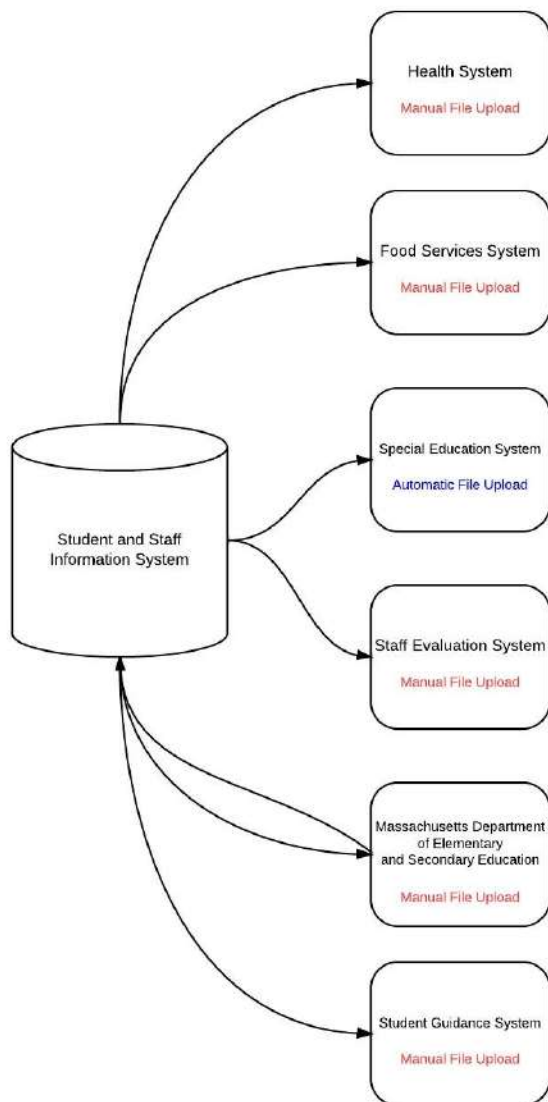 Health System
Manual File Upload
Food Services System
Manual File Upload
Special Education System
Automatic File Upload
Student and Staff
Information System
Staff Evaluation System
Manual File Upload
Massachusetts Department
of Elementary
and Secondary Education
Manual File Upload
Student Guidance System
Manual File Upload